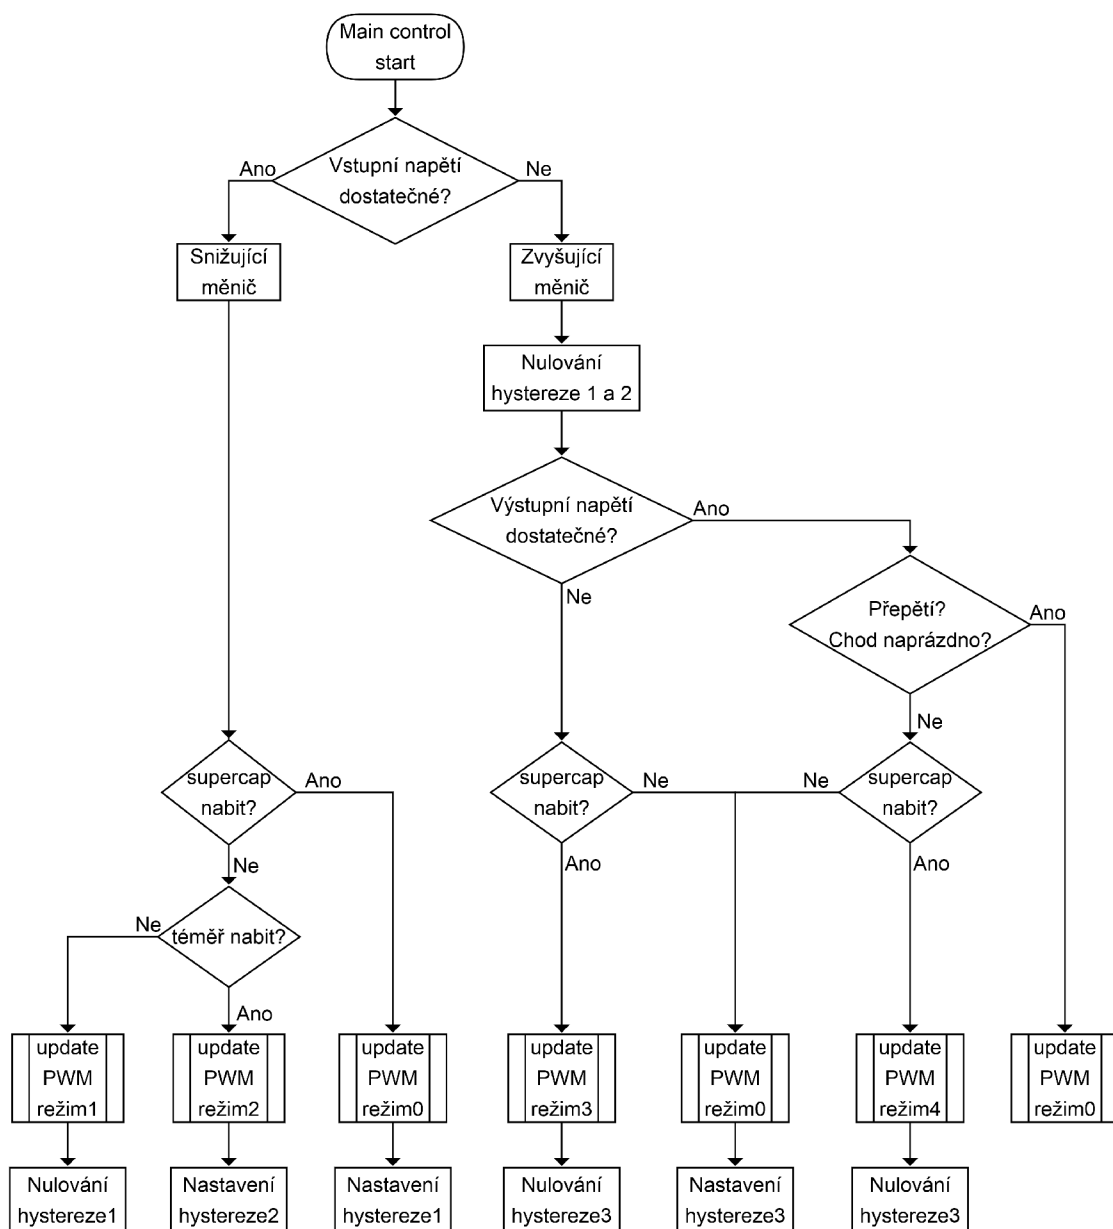 Main control
start
Vstupní napětí
dostatečné?
Ano
Ne
Snižující
měnič
Zvyšující
měnič
Nulování
hystereze 1 a 2
Výstupní napětí
dostatečné?
Ano
Ne
Přepětí?
Chod naprázdno?
Ano
Ne
supercap
nabit?
Ano
Ne
supercap
nabit?
Ne
Ano
Ne
supercap
nabit?
Ano
téměř nabit?
Ne
Ano
update
PWM
režim1
update
PWM
režim2
update
PWM
režim0
update
PWM
režim3
update
PWM
režim0
update
PWM
režim4
update
PWM
režim0
Nulování
hystereze1
Nastavení
hystereze2
Nastavení
hystereze1
Nulování
hystereze3
Nastavení
hystereze3
Nulování
hystereze3